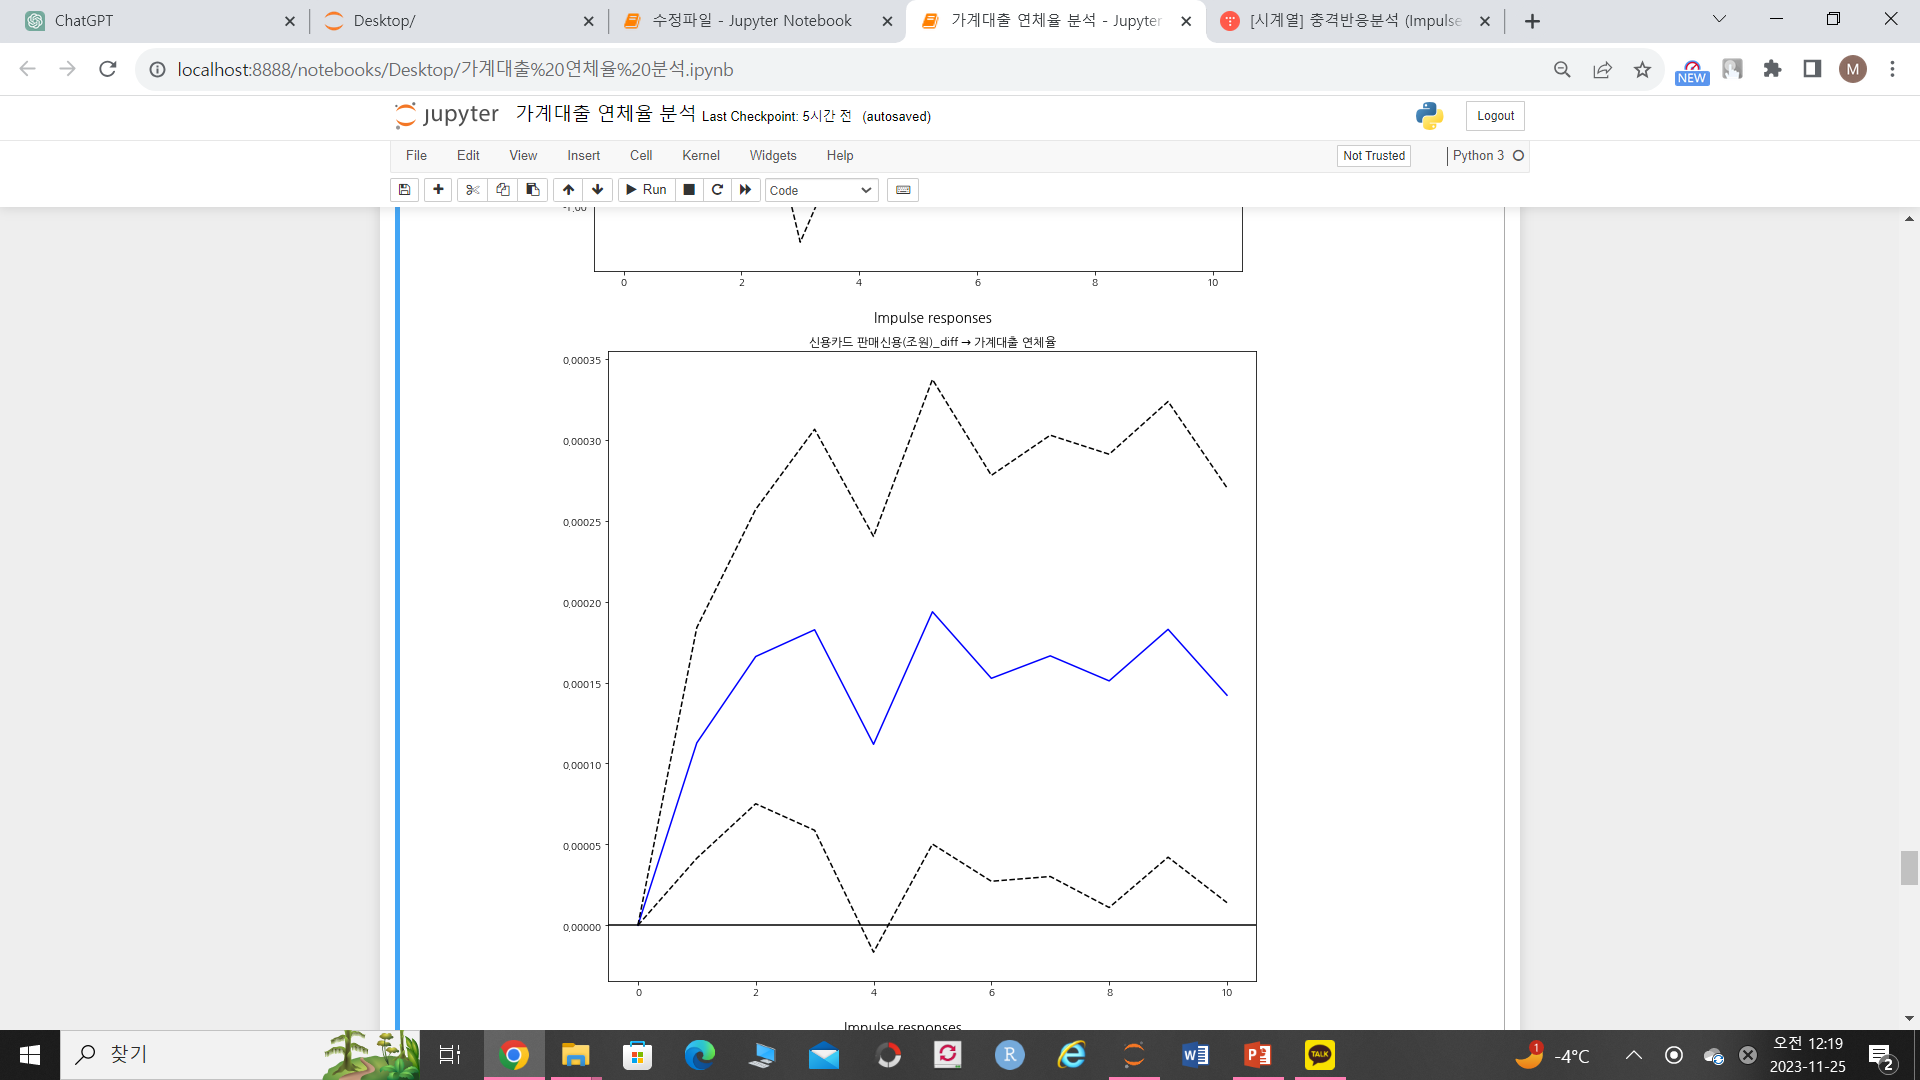 ChatGPT
Desktop/
수정파일 - Jupyter Notebook
가계대출 연체율 분석 - Jupyter
[시계열] 충격반응분석 (Impulse
localhost:8888/notebooks/Desktop/가계대출%20연체율%20분석.ipynb
NEW
M
jupyter
가계대출 연체율 분석 Last Checkpoint: 5시간 전 (autosaved)
Logout
File Edit View Insert Cell Kernel Widgets Help
Not Trusted
Python 3
Run
Code
-1,00
0 2 4 6 8 10
Impulse responses
신용카드 판매신용(조원)_diff → 가계대출 연체율
0,00035
0,00030
0,00025
0,00020
0,00015
0,00010
0,00005
0,00000
0 2 4 6 8 10
Impulse responses
찾기
R
TALK
1
-4°C
오전 12:19
2023-11-25
2